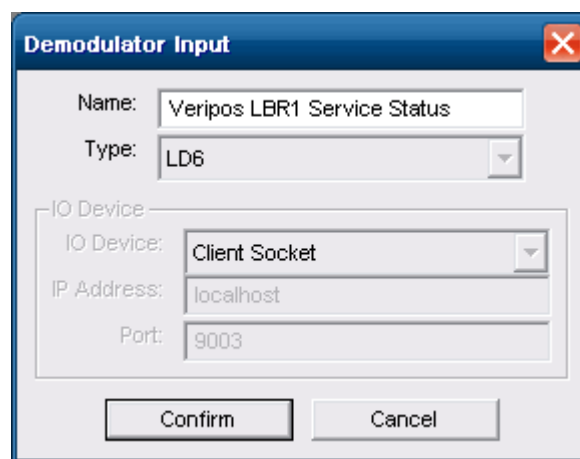 Demodulator Input
Name: Veripos LBR1 Service Status
Type: LD6
IO Device
IO Device: Client Socket
IP Address: localhost
Port: 9003
Confirm Cancel